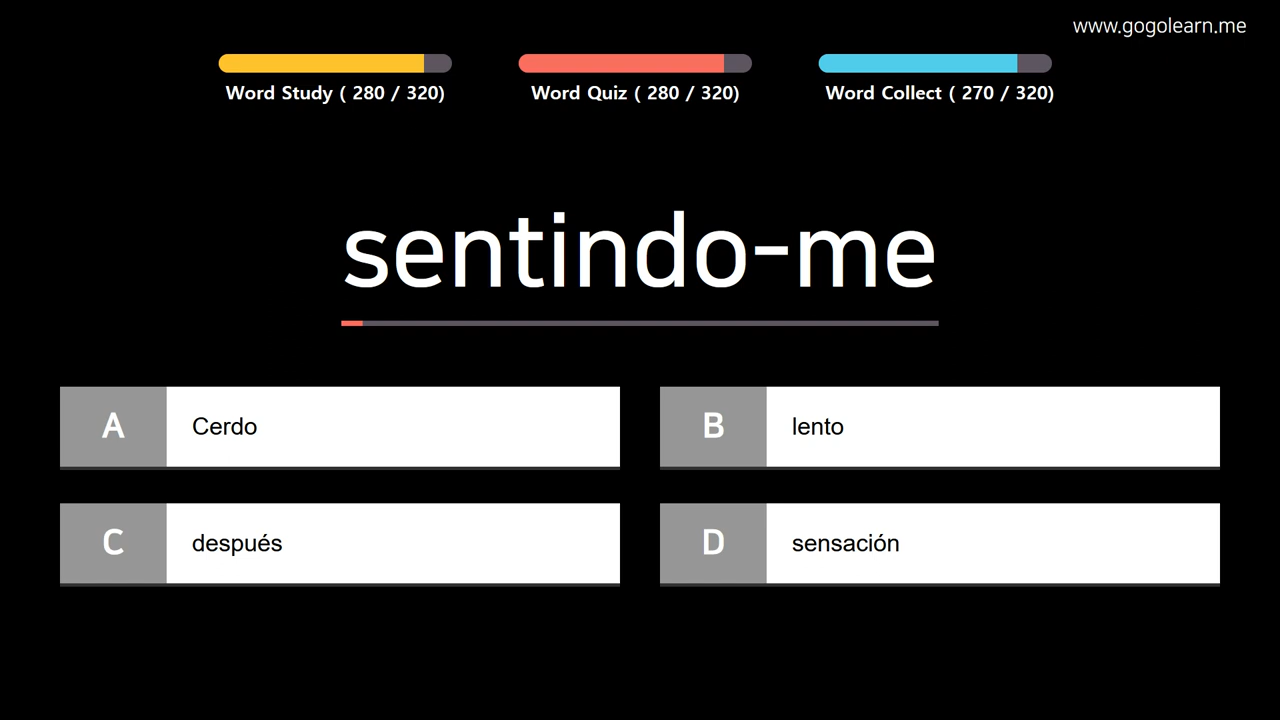 www.gogolearn.me
Word Study ( 280 / 320)
Word Quiz ( 280 / 320)
Word Collect ( 270 / 320)
sentindo-me
A
Cerdo
B
lento
C
después
D
sensación